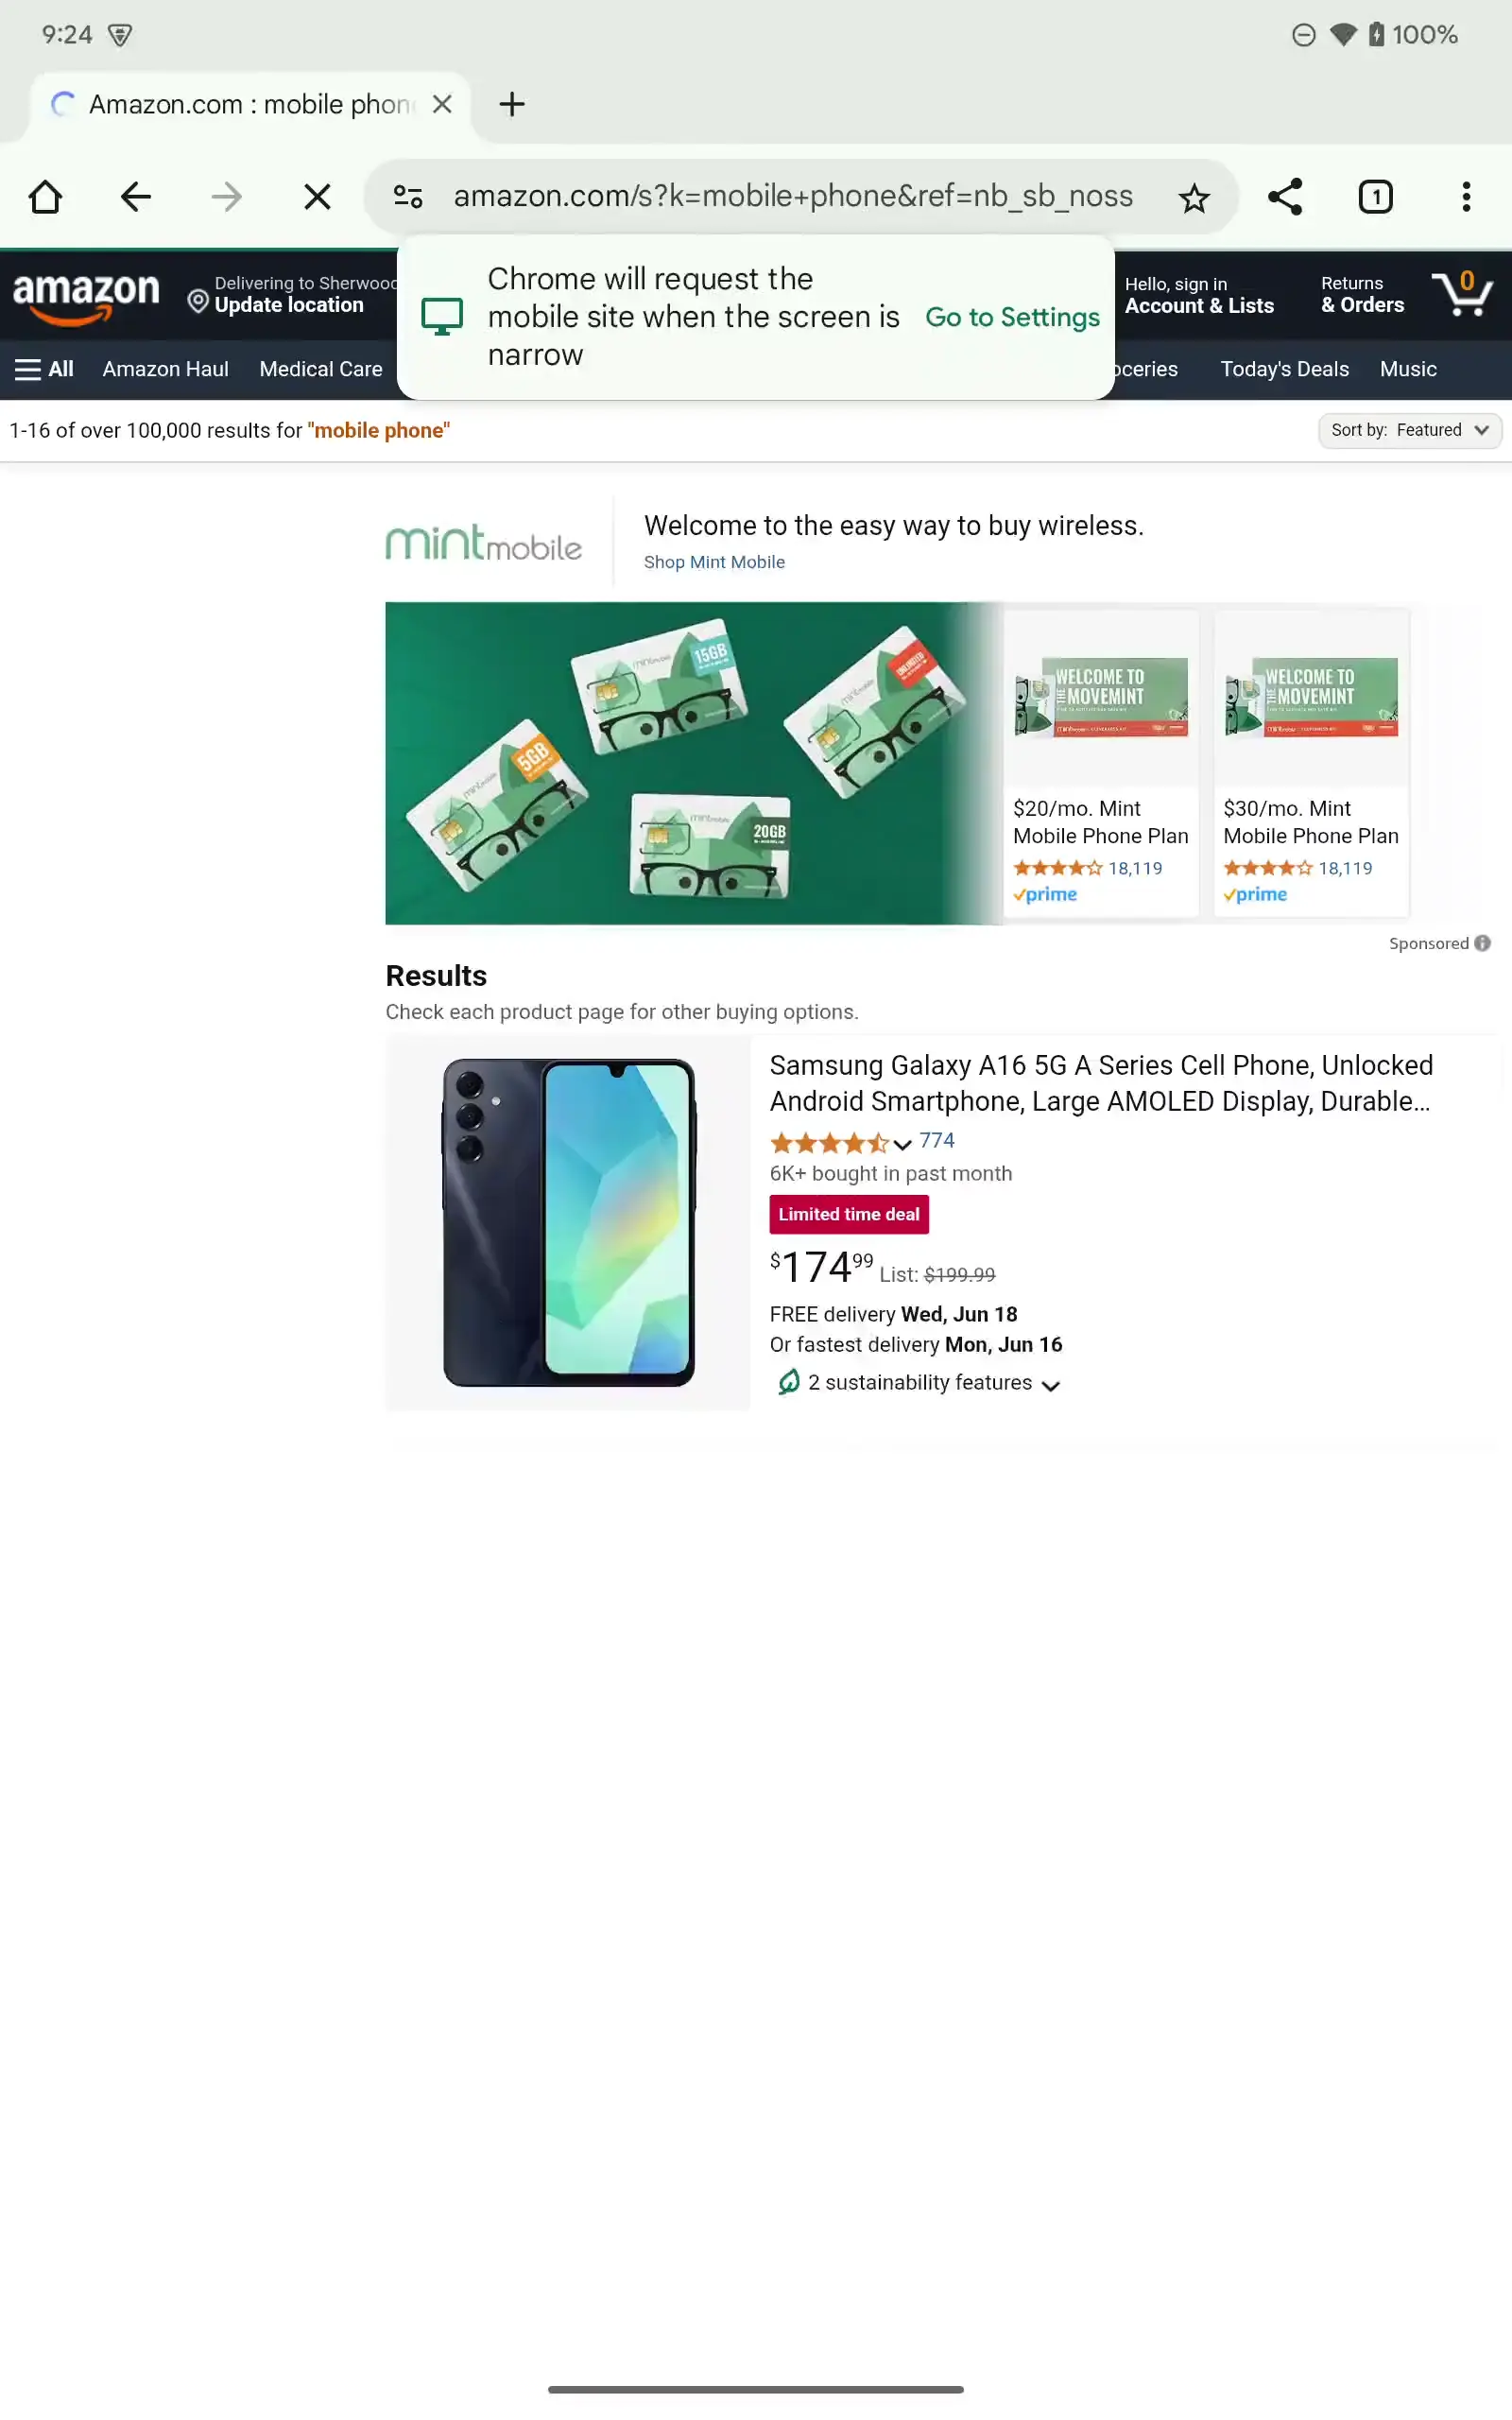 9:24
100%
Amazon.com : mobile phon
amazon.com/s?k=mobile+phone&ref=nb_sb_noss
1
Chrome will request the
mobile site when the screen is
narrow
Go to Settings
amazon
Delivering to Sherwood
Update location
Hello, sign in
Account & Lists
Returns
& Orders
0
All
Amazon Haul
Medical Care
oceries
Today's Deals
Music
1-16 of over 100,000 results for "mobile phone"
Sort by: Featured
mint mobile
Welcome to the easy way to buy wireless.
Shop Mint Mobile
15GB
UNLIMITED
5GB
20GB
WELCOME TO
THE MOVEMINT
WELCOME TO
THE MOVEMINT
$20/mo. Mint
Mobile Phone Plan
18,119
prime
$30/mo. Mint
Mobile Phone Plan
18,119
prime
Sponsored
Results
Check each product page for other buying options.
Samsung Galaxy A16 5G A Series Cell Phone, Unlocked
Android Smartphone, Large AMOLED Display, Durable…
774
6K+ bought in past month
Limited time deal
$174.99 List: $199.99
FREE delivery Wed, Jun 18
Or fastest delivery Mon, Jun 16
2 sustainability features